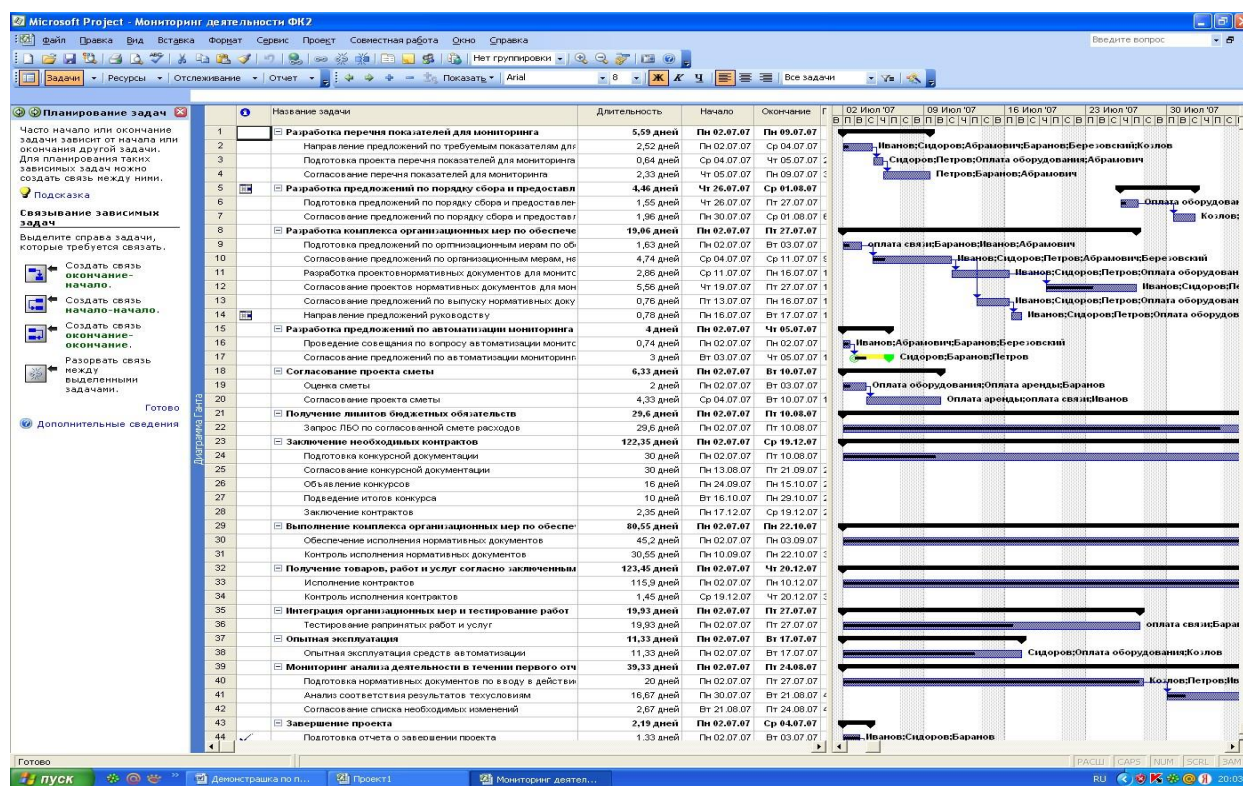 Microsoft Project - Мониторинг деятельности ФК2
Файл Правка Вид Вставка Формат Сервис Проект Совместная работа Окно Справка Введите вопрос
Нет группировки
Задачи Ресурсы Отслеживание Отчет Показать Arial 8 Ж К Ч Все задачи
Планирование задач
Часто начало или окончание
задачи зависит от начала или
окончания другой задачи.
Для планирования таких
зависимых задач можно
создать связь между ними.
Подсказка
Связывание зависимых
задач
Выделите справа задачи,
которые требуется связать.
Создать связь
окончание-
начало.
Создать связь
начало-начало.
Создать связь
окончание-
окончание.
Разорвать связь
между
выделенными
задачами.
Готово
Дополнительные сведения
Диаграмма Ганта
Название задачи Длительность Начало Окончание
02 Июл '07 09 Июл '07 16 Июл '07 23 Июл '07 30 Июл '07
В П В С Ч П С В П В С Ч П С В П В С Ч П С В П В С Ч П С В П В С Ч П С
1 Разработка перечня показателей для мониторинга 5,59 дней Пн 02.07.07 Пн 09.07.07
2 Направление предложений по требуемым показателям для 2,52 дней Пн 02.07.07 Ср 04.07.07 Иванов;Сидоров;Абрамович;Баранов;Березовский;Козлов
3 Подготовка проекта перечня показателей для мониторинга 0,64 дней Ср 04.07.07 Чт 05.07.07 2 Сидоров;Петров;Оплата оборудования;Абрамович
4 Согласование перечня показателей для мониторинга 2,33 дней Чт 05.07.07 Пн 09.07.07 3 Петров;Баранов;Абрамович
5 Разработка предложений по порядку сбора и предоставл 4,46 дней Чт 26.07.07 Ср 01.08.07
6 Подготовка предложений по порядку сбора и предоставлен 1,55 дней Чт 26.07.07 Пт 27.07.07 Оплата оборудован
7 Согласование предложений по порядку сбора и предостав 1,96 дней Пн 30.07.07 Ср 01.08.07 6 Козлов;
8 Разработка комплекса организационных мер по обеспече 19,06 дней Пн 02.07.07 Пт 27.07.07
9 Подготовка предложений по оргпнизационным мерам по об 1,63 дней Пн 02.07.07 Вт 03.07.07 оплата связи;Баранов;Иванов;Абрамович
10 Согласование предложений по организационным мерам, на 4,74 дней Ср 04.07.07 Ср 11.07.07 9 Иванов;Сидоров;Петров;Абрамович;Березовский
11 Разработка проектовнормативных документов для монито 2,86 дней Ср 11.07.07 Пн 16.07.07 1 Иванов;Сидоров;Петров;Оплата оборудован
12 Согласование проектов нормативных документов для мон 5,56 дней Чт 19.07.07 Пт 27.07.07 1 Иванов;Сидоров;Пе
13 Согласование предложений по выпуску нормативных доку 0,76 дней Пт 13.07.07 Пн 16.07.07 1 Иванов;Сидоров;Петров;Оплата оборудован
14 Направление предложений руководству 0,78 дней Пн 16.07.07 Вт 17.07.07 1 Иванов;Сидоров;Петров;Оплата оборудов
15 Разработка предложений по автоматизации мониторинга 4 дней Пн 02.07.07 Чт 05.07.07
16 Проведение совещания по вопросу автоматизации монито 0,74 дней Пн 02.07.07 Пн 02.07.07 Иванов;Абрамович;Баранов;Березовский
17 Согласование предложений по автоматизации мониторинг 3 дней Вт 03.07.07 Чт 05.07.07 1 Сидоров;Баранов;Петров
18 Согласование проекта сметы 6,33 дней Пн 02.07.07 Вт 10.07.07
19 Оценка сметы 2 дней Пн 02.07.07 Вт 03.07.07 Оплата оборудования;Оплата аренды;Баранов
20 Согласование проекта сметы 4,33 дней Ср 04.07.07 Вт 10.07.07 1 Оплата аренды;оплата связи;Иванов
21 Получение лимитов бюджетных обязательств 29,6 дней Пн 02.07.07 Пт 10.08.07
22 Запрос ЛБО по согласованной смете расходов 29,6 дней Пн 02.07.07 Пт 10.08.07
23 Заключение необходимых контрактов 122,35 дней Пн 02.07.07 Ср 19.12.07
24 Подготовка конкурсной документации 30 дней Пн 02.07.07 Пт 10.08.07
25 Согласование конкурсной документации 30 дней Пн 13.08.07 Пт 21.09.07 2
26 Объявление конкурсов 16 дней Пн 24.09.07 Пн 15.10.07 2
27 Подведение итогов конкурса 10 дней Вт 16.10.07 Пн 29.10.07 2
28 Заключение контрактов 2,35 дней Пн 17.12.07 Ср 19.12.07 2
29 Выполнение комплекса организационных мер по обеспе 80,55 дней Пн 02.07.07 Пн 22.10.07
30 Обеспечение исполнения нормативных документов 45,2 дней Пн 02.07.07 Пн 03.09.07
31 Контроль исполнения нормативных документов 30,55 дней Пн 10.09.07 Пн 22.10.07 3
32 Получение товаров, работ и услуг согласно заключенным 123,45 дней Пн 02.07.07 Чт 20.12.07
33 Исполнение контрактов 115,9 дней Пн 02.07.07 Пн 10.12.07
34 Контроль исполнения контрактов 1,45 дней Ср 19.12.07 Чт 20.12.07 3
35 Интеграция организационных мер и тестирование работ 19,93 дней Пн 02.07.07 Пт 27.07.07
36 Тестирование рапринятых работ и услуг 19,93 дней Пн 02.07.07 Пт 27.07.07 оплата связи;Баран
37 Опытная эксплуатация 11,33 дней Пн 02.07.07 Вт 17.07.07
38 Опытная эксплуатация средств автоматизации 11,33 дней Пн 02.07.07 Вт 17.07.07 Сидоров;Оплата оборудования;Козлов
39 Мониторинг анализа деятельности в течении первого отч 39,33 дней Пн 02.07.07 Пт 24.08.07
40 Подготовка нормативных документов по вводу в действи 20 дней Пн 02.07.07 Пт 27.07.07 Козлов;Петров;Ив
41 Анализ соответствия результатов техусловиям 16,67 дней Пн 30.07.07 Вт 21.08.07 4
42 Согласование списка необходимых изменений 2,67 дней Вт 21.08.07 Пт 24.08.07 4
43 Завершение проекта 2,19 дней Пн 02.07.07 Ср 04.07.07
44 Подготовка отчета о завершении проекта 1,33 дней Пн 02.07.07 Вт 03.07.07 Иванов;Сидоров;Баранов
Готово РАСШ CAPS NUM SCRL ЗАМ
пуск Демонстрашка по п... Проект1 Мониторинг деятел... RU 20:03